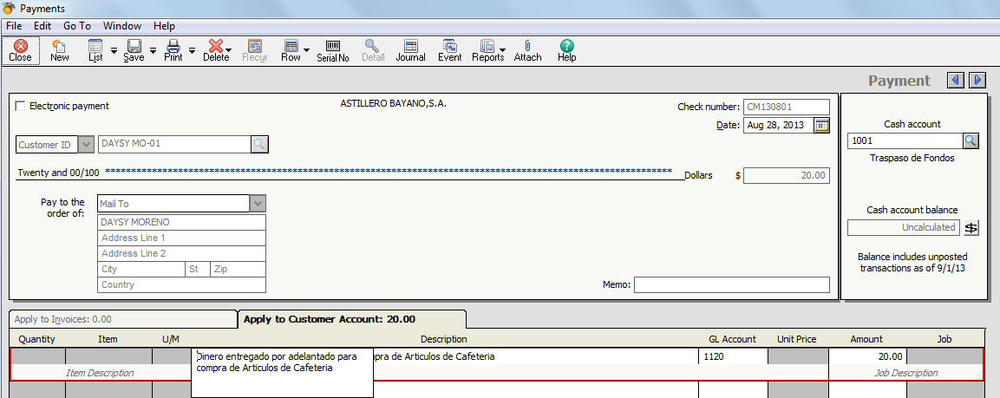 Payments
File Edit Go To Window Help
Close New List Save Print Delete Recur Row Serial No Detail Journal Event Reports Attach Help
Payment
Electronic payment
ASTILLERO BAYANO,S.A.
Check number: CM130801
Date: Aug 28, 2013
Customer ID DAYSY MO-01
Twenty and 00/100 ****************************************************************************************************************** Dollars $ 20.00
Pay to the order of:
Mail To
DAYSY MORENO
Address Line 1
Address Line 2
City St Zip
Country
Memo:
Cash account
1001
Traspaso de Fondos
Cash account balance
Uncalculated
Balance includes unposted
transactions as of 9/1/13
Apply to Invoices: 0.00 Apply to Customer Account: 20.00
Quantity Item U/M Description GL Account Unit Price Amount Job
Dinero entregado por adelantado para
compra de Articulos de Cafeteria
pra de Articulos de Cafeteria 1120 20.00
Item Description Job Description